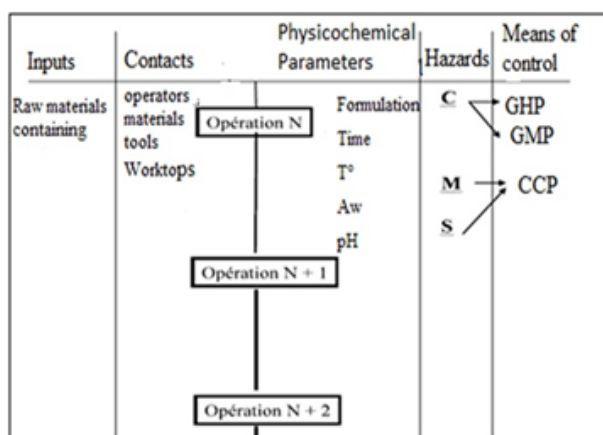 Inputs
Contacts
Physicochemical
Parameters
Hazards
Means of
control
Raw materials
containing
operators
materials
tools
Worktops
Opération N
Formulation
Time
T°
Aw
pH
C
M
S
GHP
GMP
CCP
Opération N + 1
Opération N + 2